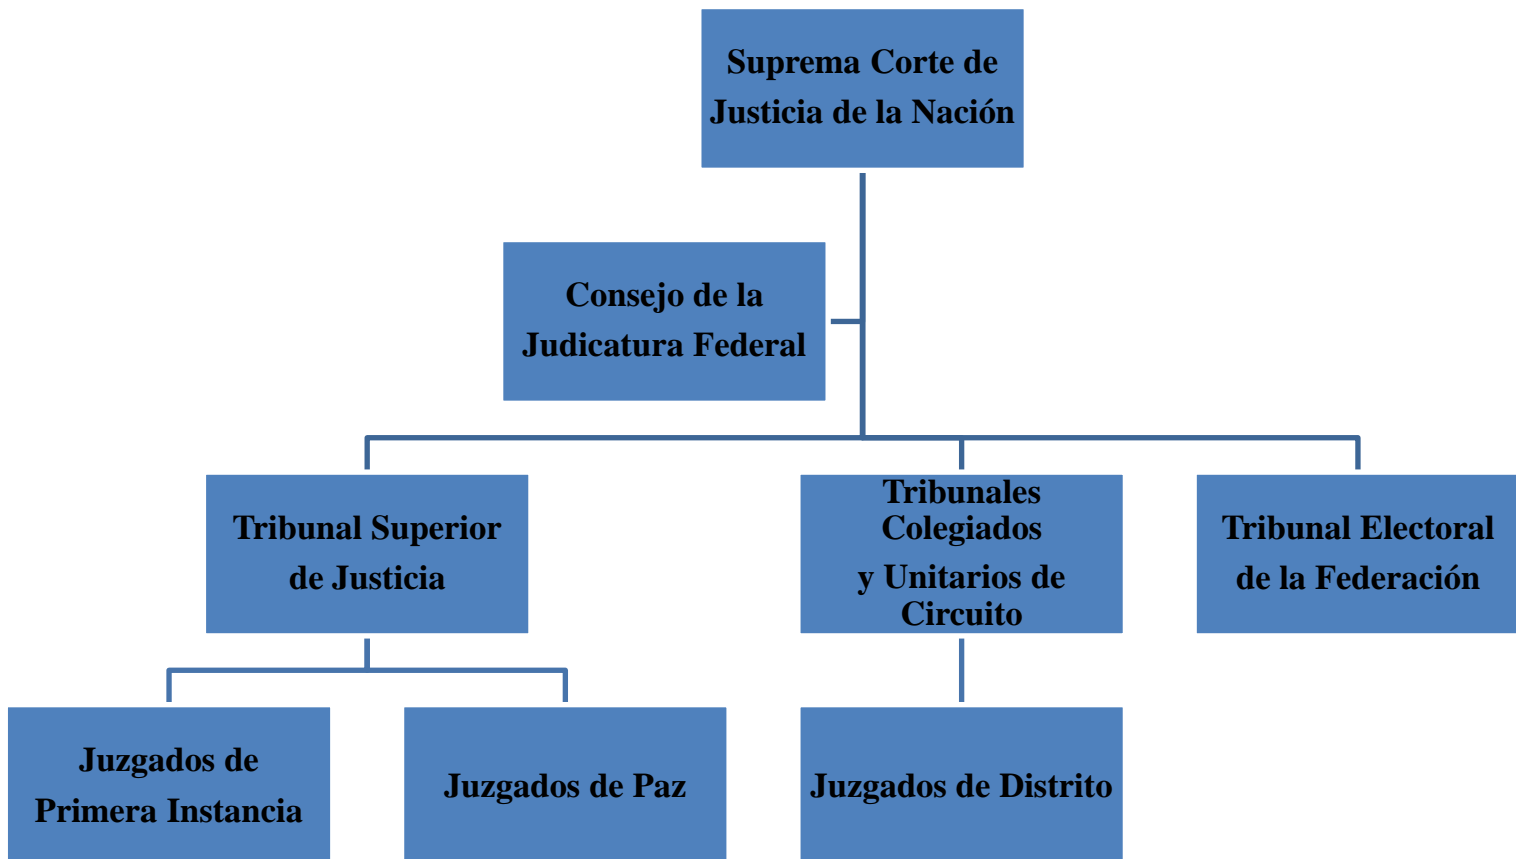 Suprema Corte de
Justicia de la Nación
Consejo de la
Judicatura Federal
Tribunal Superior
de Justicia
Tribunales
Colegiados
y Unitarios de
Circuito
Tribunal Electoral
de la Federación
Juzgados de
Primera Instancia
Juzgados de Paz
Juzgados de Distrito